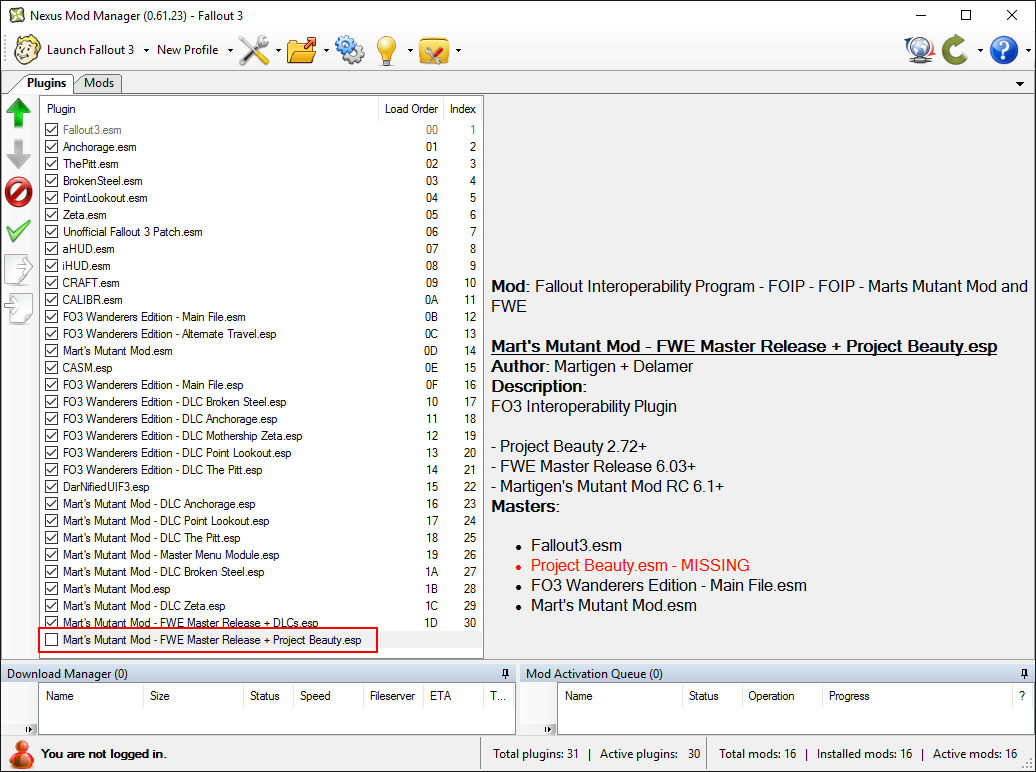 Nexus Mod Manager (0.61.23) - Fallout 3
Launch Fallout 3 New Profile
Plugins Mods
Plugin Load Order Index
Fallout3.esm 00 1
Anchorage.esm 01 2
ThePitt.esm 02 3
BrokenSteel.esm 03 4
PointLookout.esm 04 5
Zeta.esm 05 6
Unofficial Fallout 3 Patch.esm 06 7
aHUD.esm 07 8
iHUD.esm 08 9
CRAFT.esm 09 10
CALIBR.esm 0A 11
FO3 Wanderers Edition - Main File.esm 0B 12
FO3 Wanderers Edition - Alternate Travel.esp 0C 13
Mart's Mutant Mod.esm 0D 14
CASM.esp 0E 15
FO3 Wanderers Edition - Main File.esp 0F 16
FO3 Wanderers Edition - DLC Broken Steel.esp 10 17
FO3 Wanderers Edition - DLC Anchorage.esp 11 18
FO3 Wanderers Edition - DLC Mothership Zeta.esp 12 19
FO3 Wanderers Edition - DLC Point Lookout.esp 13 20
FO3 Wanderers Edition - DLC The Pitt.esp 14 21
DarNifiedUIF3.esp 15 22
Mart's Mutant Mod - DLC Anchorage.esp 16 23
Mart's Mutant Mod - DLC Point Lookout.esp 17 24
Mart's Mutant Mod - DLC The Pitt.esp 18 25
Mart's Mutant Mod - Master Menu Module.esp 19 26
Mart's Mutant Mod - DLC Broken Steel.esp 1A 27
Mart's Mutant Mod.esp 1B 28
Mart's Mutant Mod - DLC Zeta.esp 1C 29
Mart's Mutant Mod - FWE Master Release + DLCs.esp 1D 30
Mart's Mutant Mod - FWE Master Release + Project Beauty.esp
Mod: Fallout Interoperability Program - FOIP - FOIP - Marts Mutant Mod and
FWE
Mart's Mutant Mod - FWE Master Release + Project Beauty.esp
Author: Martigen + Delamer
Description:
FO3 Interoperability Plugin
- Project Beauty 2.72+
- FWE Master Release 6.03+
- Martigen's Mutant Mod RC 6.1+
Masters:
Fallout3.esm
Project Beauty.esm - MISSING
FO3 Wanderers Edition - Main File.esm
Mart's Mutant Mod.esm
Download Manager (0) Mod Activation Queue (0)
Name Size Status Speed Fileserver ETA T... Name Status Operation Progress ?
You are not logged in. Total plugins: 31 | Active plugins: 30 Total mods: 16 | Installed mods: 16 | Active mods: 16